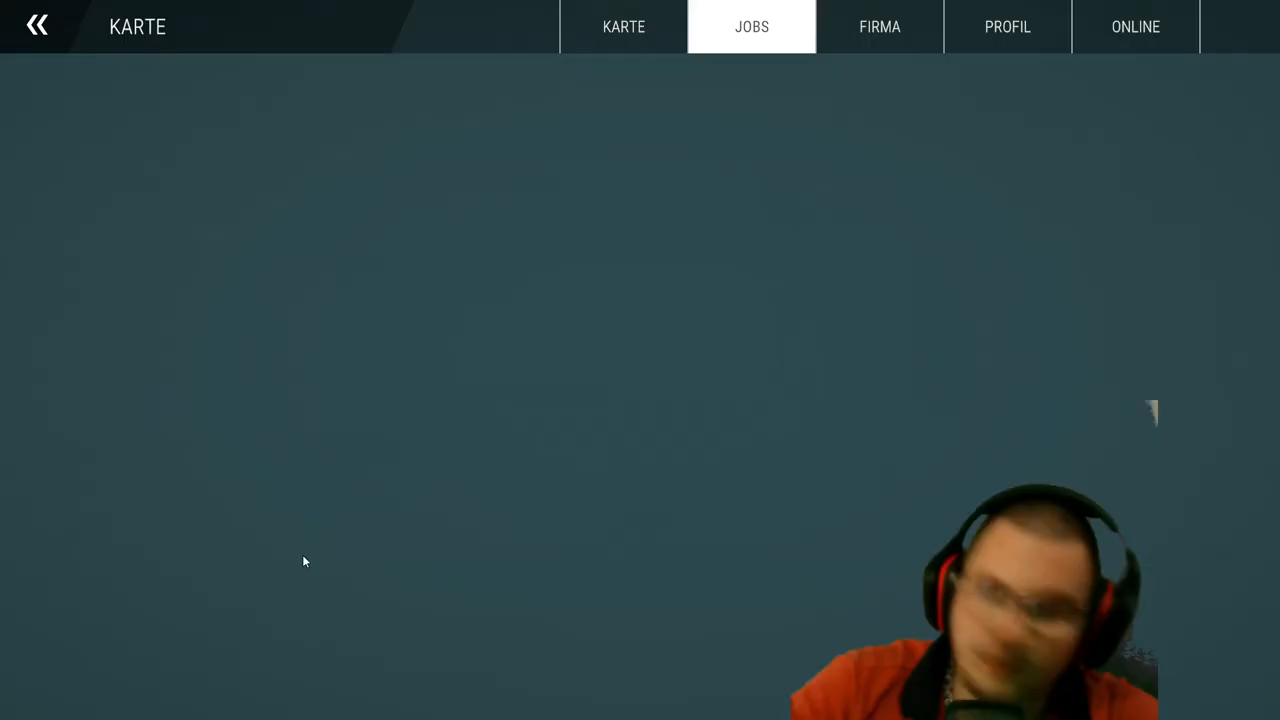 KARTE
KARTE
JOBS
FIRMA
PROFIL
ONLINE